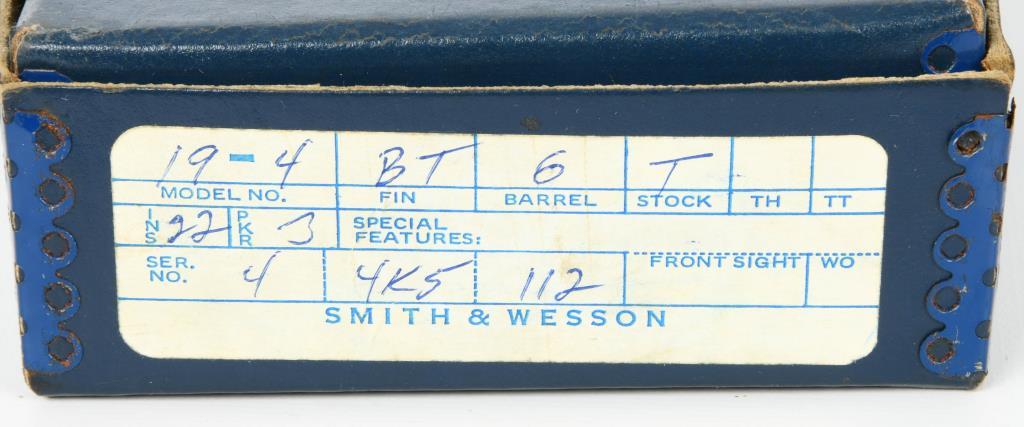 19-4 BT 6 T
MODEL NO. FIN BARREL STOCK TH TT
INS 22 PKR 3 SPECIAL FEATURES:
SER. NO. 4 4K5 112 FRONT SIGHT WO
SMITH & WESSON